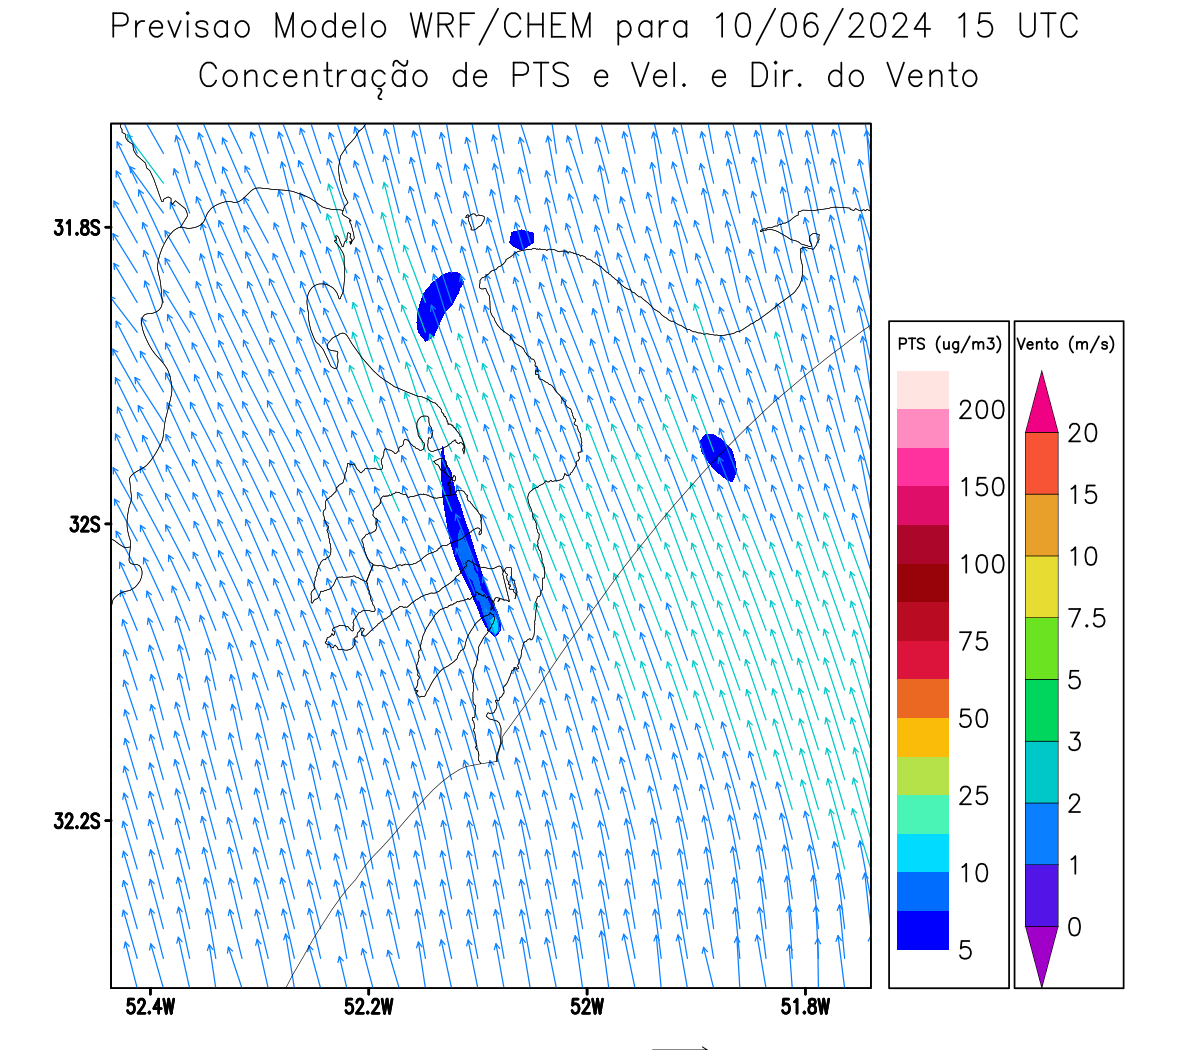 Previsao Modelo WRF/CHEM para 10/06/2024 15 UTC
Concentração de PTS e Vel. e Dir. do Vento
31.8S
32S
32.2S
52.4W
52.2W
52W
51.8W
PTS (ug/m3)
200
150
100
75
50
25
10
5
Vento (m/s)
20
15
10
7.5
5
3
2
1
0